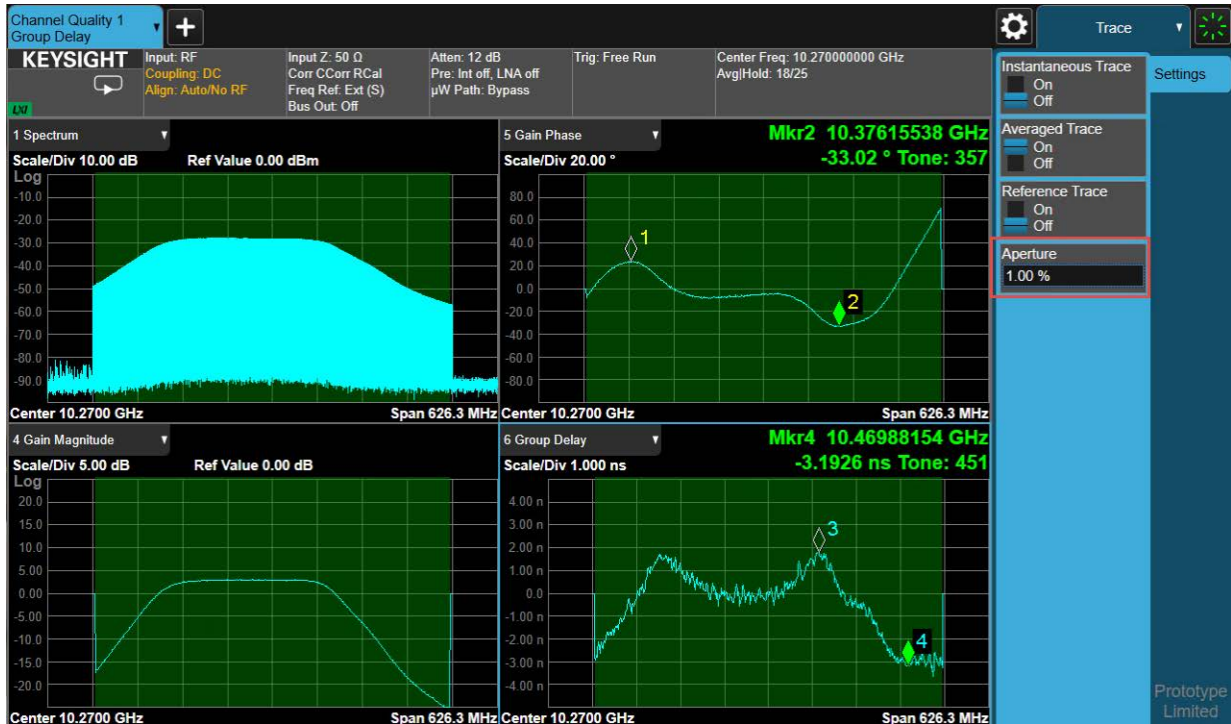 Channel Quality 1
Group Delay
Trace
KEYSIGHT
LXI
Input: RF
Coupling: DC
Align: Auto/No RF
Input Z: 50 Ω
Corr CCorr RCal
Freq Ref: Ext (S)
Bus Out: Off
Atten: 12 dB
Pre: Int off, LNA off
µW Path: Bypass
Trig: Free Run
Center Freq: 10.270000000 GHz
Avg|Hold: 18/25
1 Spectrum
Scale/Div 10.00 dB Ref Value 0.00 dBm
Log
-10.0
-20.0
-30.0
-40.0
-50.0
-60.0
-70.0
-80.0
-90.0
Center 10.2700 GHz Span 626.3 MHz
5 Gain Phase Mkr2 10.37615538 GHz
Scale/Div 20.00 ° -33.02 ° Tone: 357
80.0
60.0
40.0
20.0
0.0
-20.0
-40.0
-60.0
-80.0
1
2
Center 10.2700 GHz Span 626.3 MHz
4 Gain Magnitude
Scale/Div 5.00 dB Ref Value 0.00 dB
Log
20.0
15.0
10.0
5.00
0.00
-5.00
-10.0
-15.0
-20.0
Center 10.2700 GHz Span 626.3 MHz
6 Group Delay Mkr4 10.46988154 GHz
Scale/Div 1.000 ns -3.1926 ns Tone: 451
4.00 n
3.00 n
2.00 n
1.00 n
0.0
-1.00 n
-2.00 n
-3.00 n
-4.00 n
3
4
Center 10.2700 GHz Span 626.3 MHz
Instantaneous Trace
On
Off
Averaged Trace
On
Off
Reference Trace
On
Off
Aperture
1.00 %
Settings
Prototype
Limited